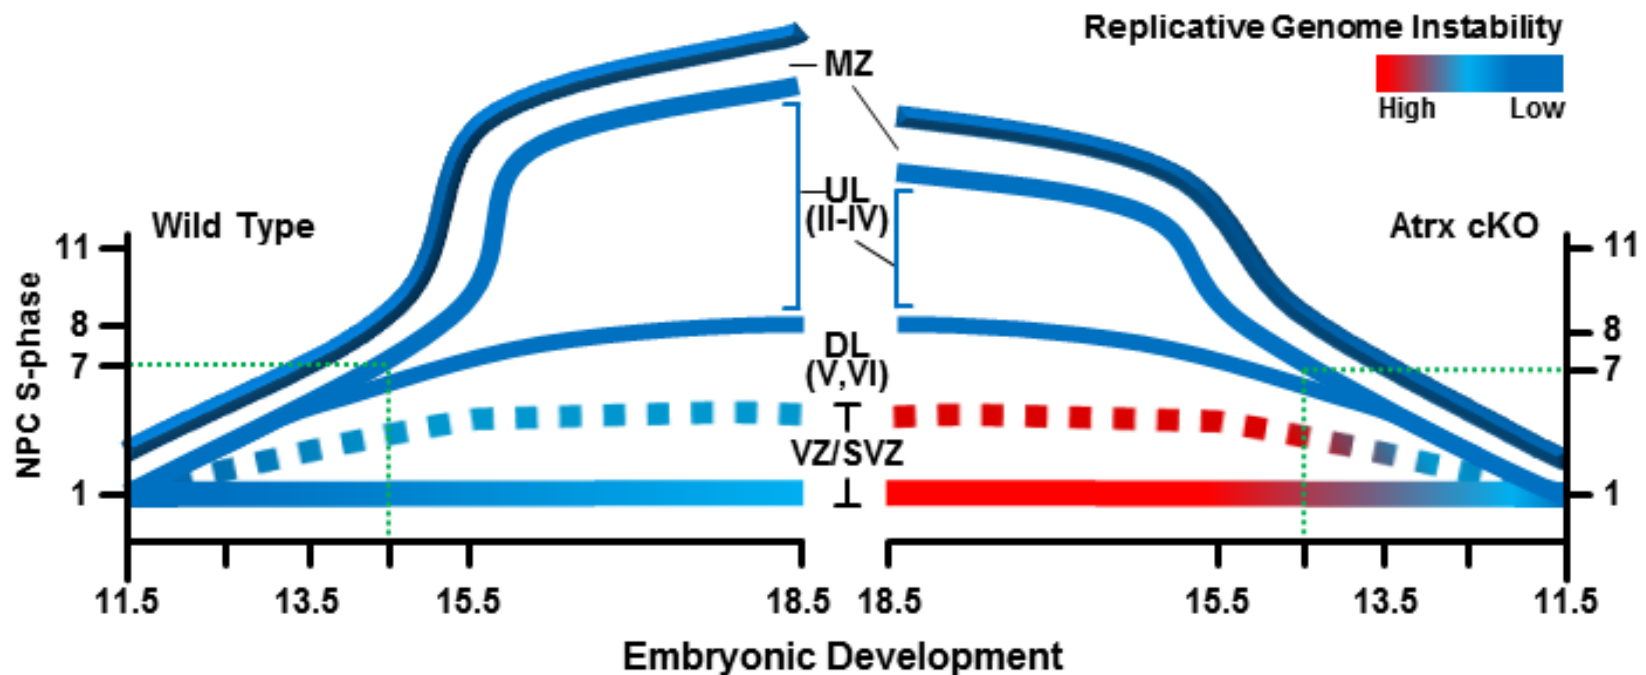 Replicative Genome Instability
High Low
MZ
UL
(II-IV)
Wild Type
Atrx cKO
NPC S-phase
11
8
7
1
11
8
7
1
DL
(V,VI)
VZ/SVZ
11.5 13.5 15.5 18.5 18.5 15.5 13.5 11.5
Embryonic Development